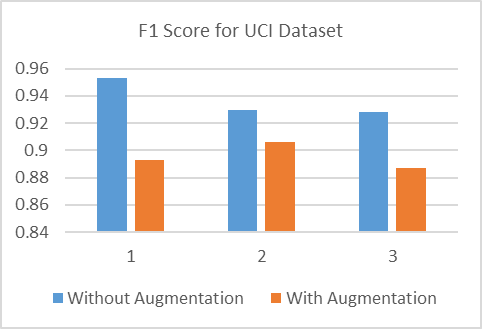 F1 Score for UCI Dataset
0.96
0.94
0.92
0.9
0.88
0.86
0.84
1 2 3
Without Augmentation With Augmentation